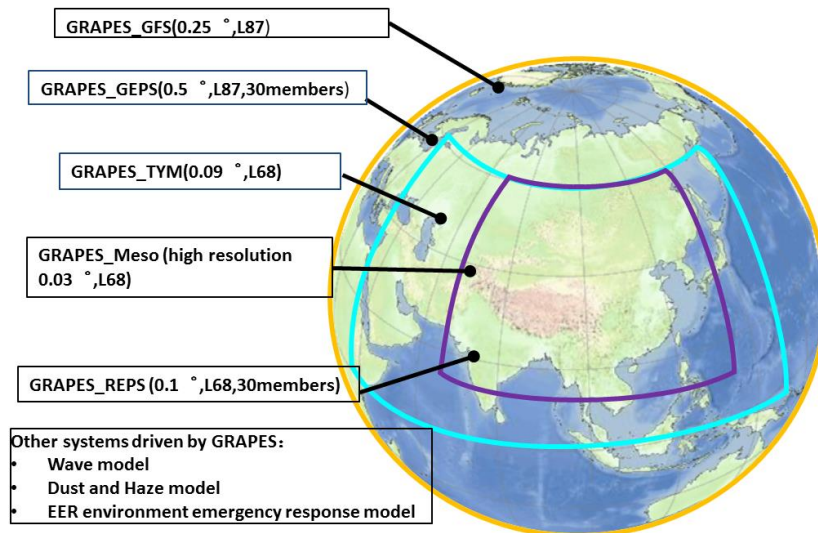 GRAPES_GFS(0.25 °,L87)
GRAPES_GEPS(0.5 °,L87,30members)
GRAPES_TYM(0.09 °,L68)
GRAPES_Meso (high resolution
0.03 °,L68)
GRAPES_REPS (0.1 °,L68,30members)
Other systems driven by GRAPES：
• Wave model
• Dust and Haze model
• EER environment emergency response model